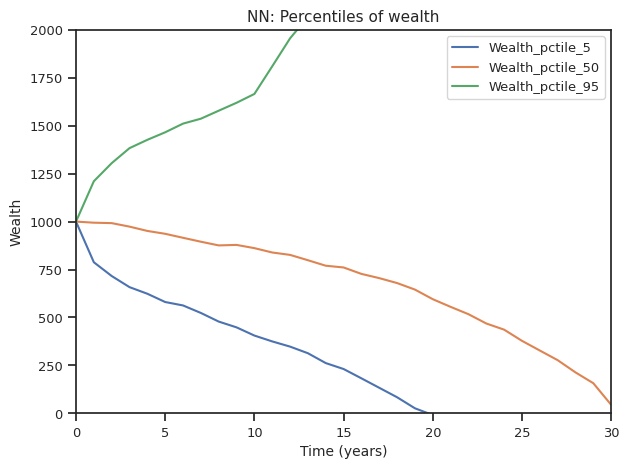 NN: Percentiles of wealth
Wealth_pctile_5
Wealth_pctile_50
Wealth_pctile_95
Wealth
2000
1750
1500
1250
1000
750
500
250
0
0 5 10 15 20 25 30
Time (years)